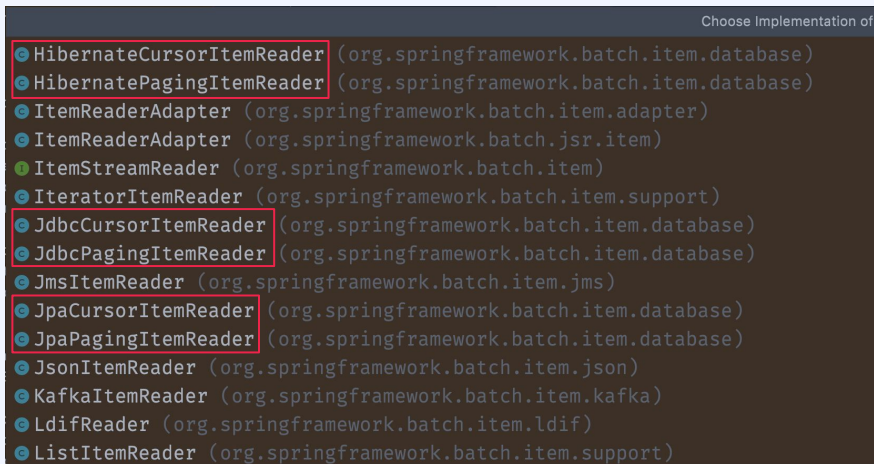 Choose Implementation of
HibernateCursorItemReader (org.springframework.batch.item.database)
HibernatePagingItemReader (org.springframework.batch.item.database)
ItemReaderAdapter (org.springframework.batch.item.adapter)
ItemReaderAdapter (org.springframework.batch.jsr.item)
ItemStreamReader (org.springframework.batch.item)
IteratorItemReader (org.springframework.batch.item.support)
JdbcCursorItemReader (org.springframework.batch.item.database)
JdbcPagingItemReader (org.springframework.batch.item.database)
JmsItemReader (org.springframework.batch.item.jms)
JpaCursorItemReader (org.springframework.batch.item.database)
JpaPagingItemReader (org.springframework.batch.item.database)
JsonItemReader (org.springframework.batch.item.json)
KafkaItemReader (org.springframework.batch.item.kafka)
LdifReader (org.springframework.batch.item.ldif)
ListItemReader (org.springframework.batch.item.support)